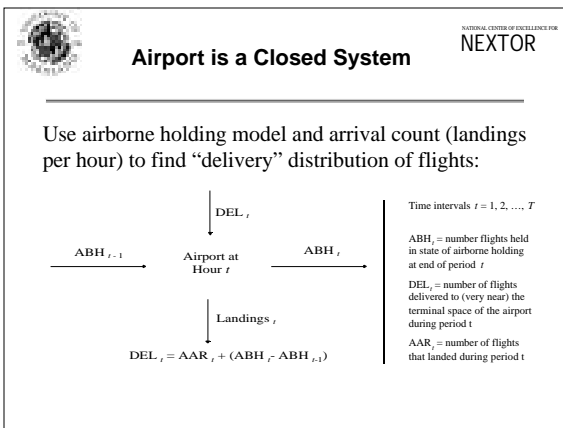 NATIONAL CENTER OF EXCELLENCE FOR
NEXTOR
Airport is a Closed System
Use airborne holding model and arrival count (landings
per hour) to find “delivery” distribution of flights:
DEL t
ABH t-1
Airport at
Hour t
ABH t
Landings t
DEL t = AAR t + (ABH t- ABH t-1)
Time intervals t = 1, 2, …, T
ABHt = number flights held
in state of airborne holding
at end of period t
DELt = number of flights
delivered to (very near) the
terminal space of the airport
during period t
AARt = number of flights
that landed during period t